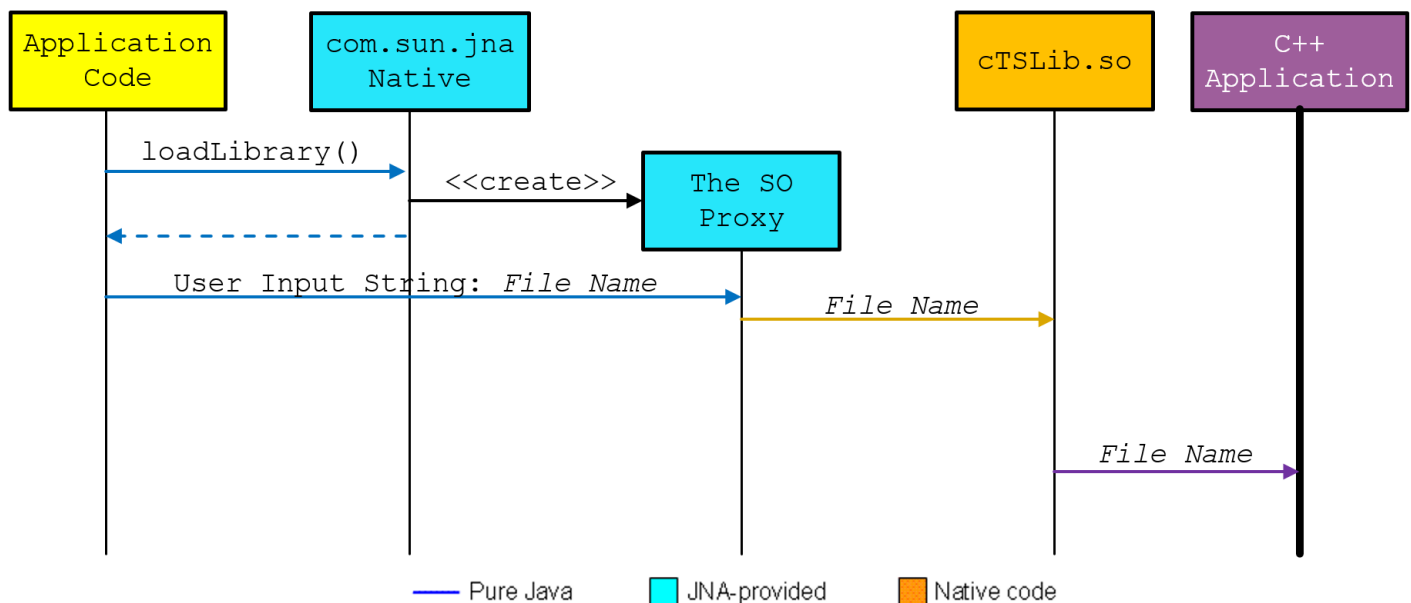 Application
Code
com.sun.jna
Native
cTSLib.so
C++
Application
loadLibrary()
<<create>>
The SO
Proxy
User Input String: File Name
File Name
File Name
Pure Java
JNA-provided
Native code